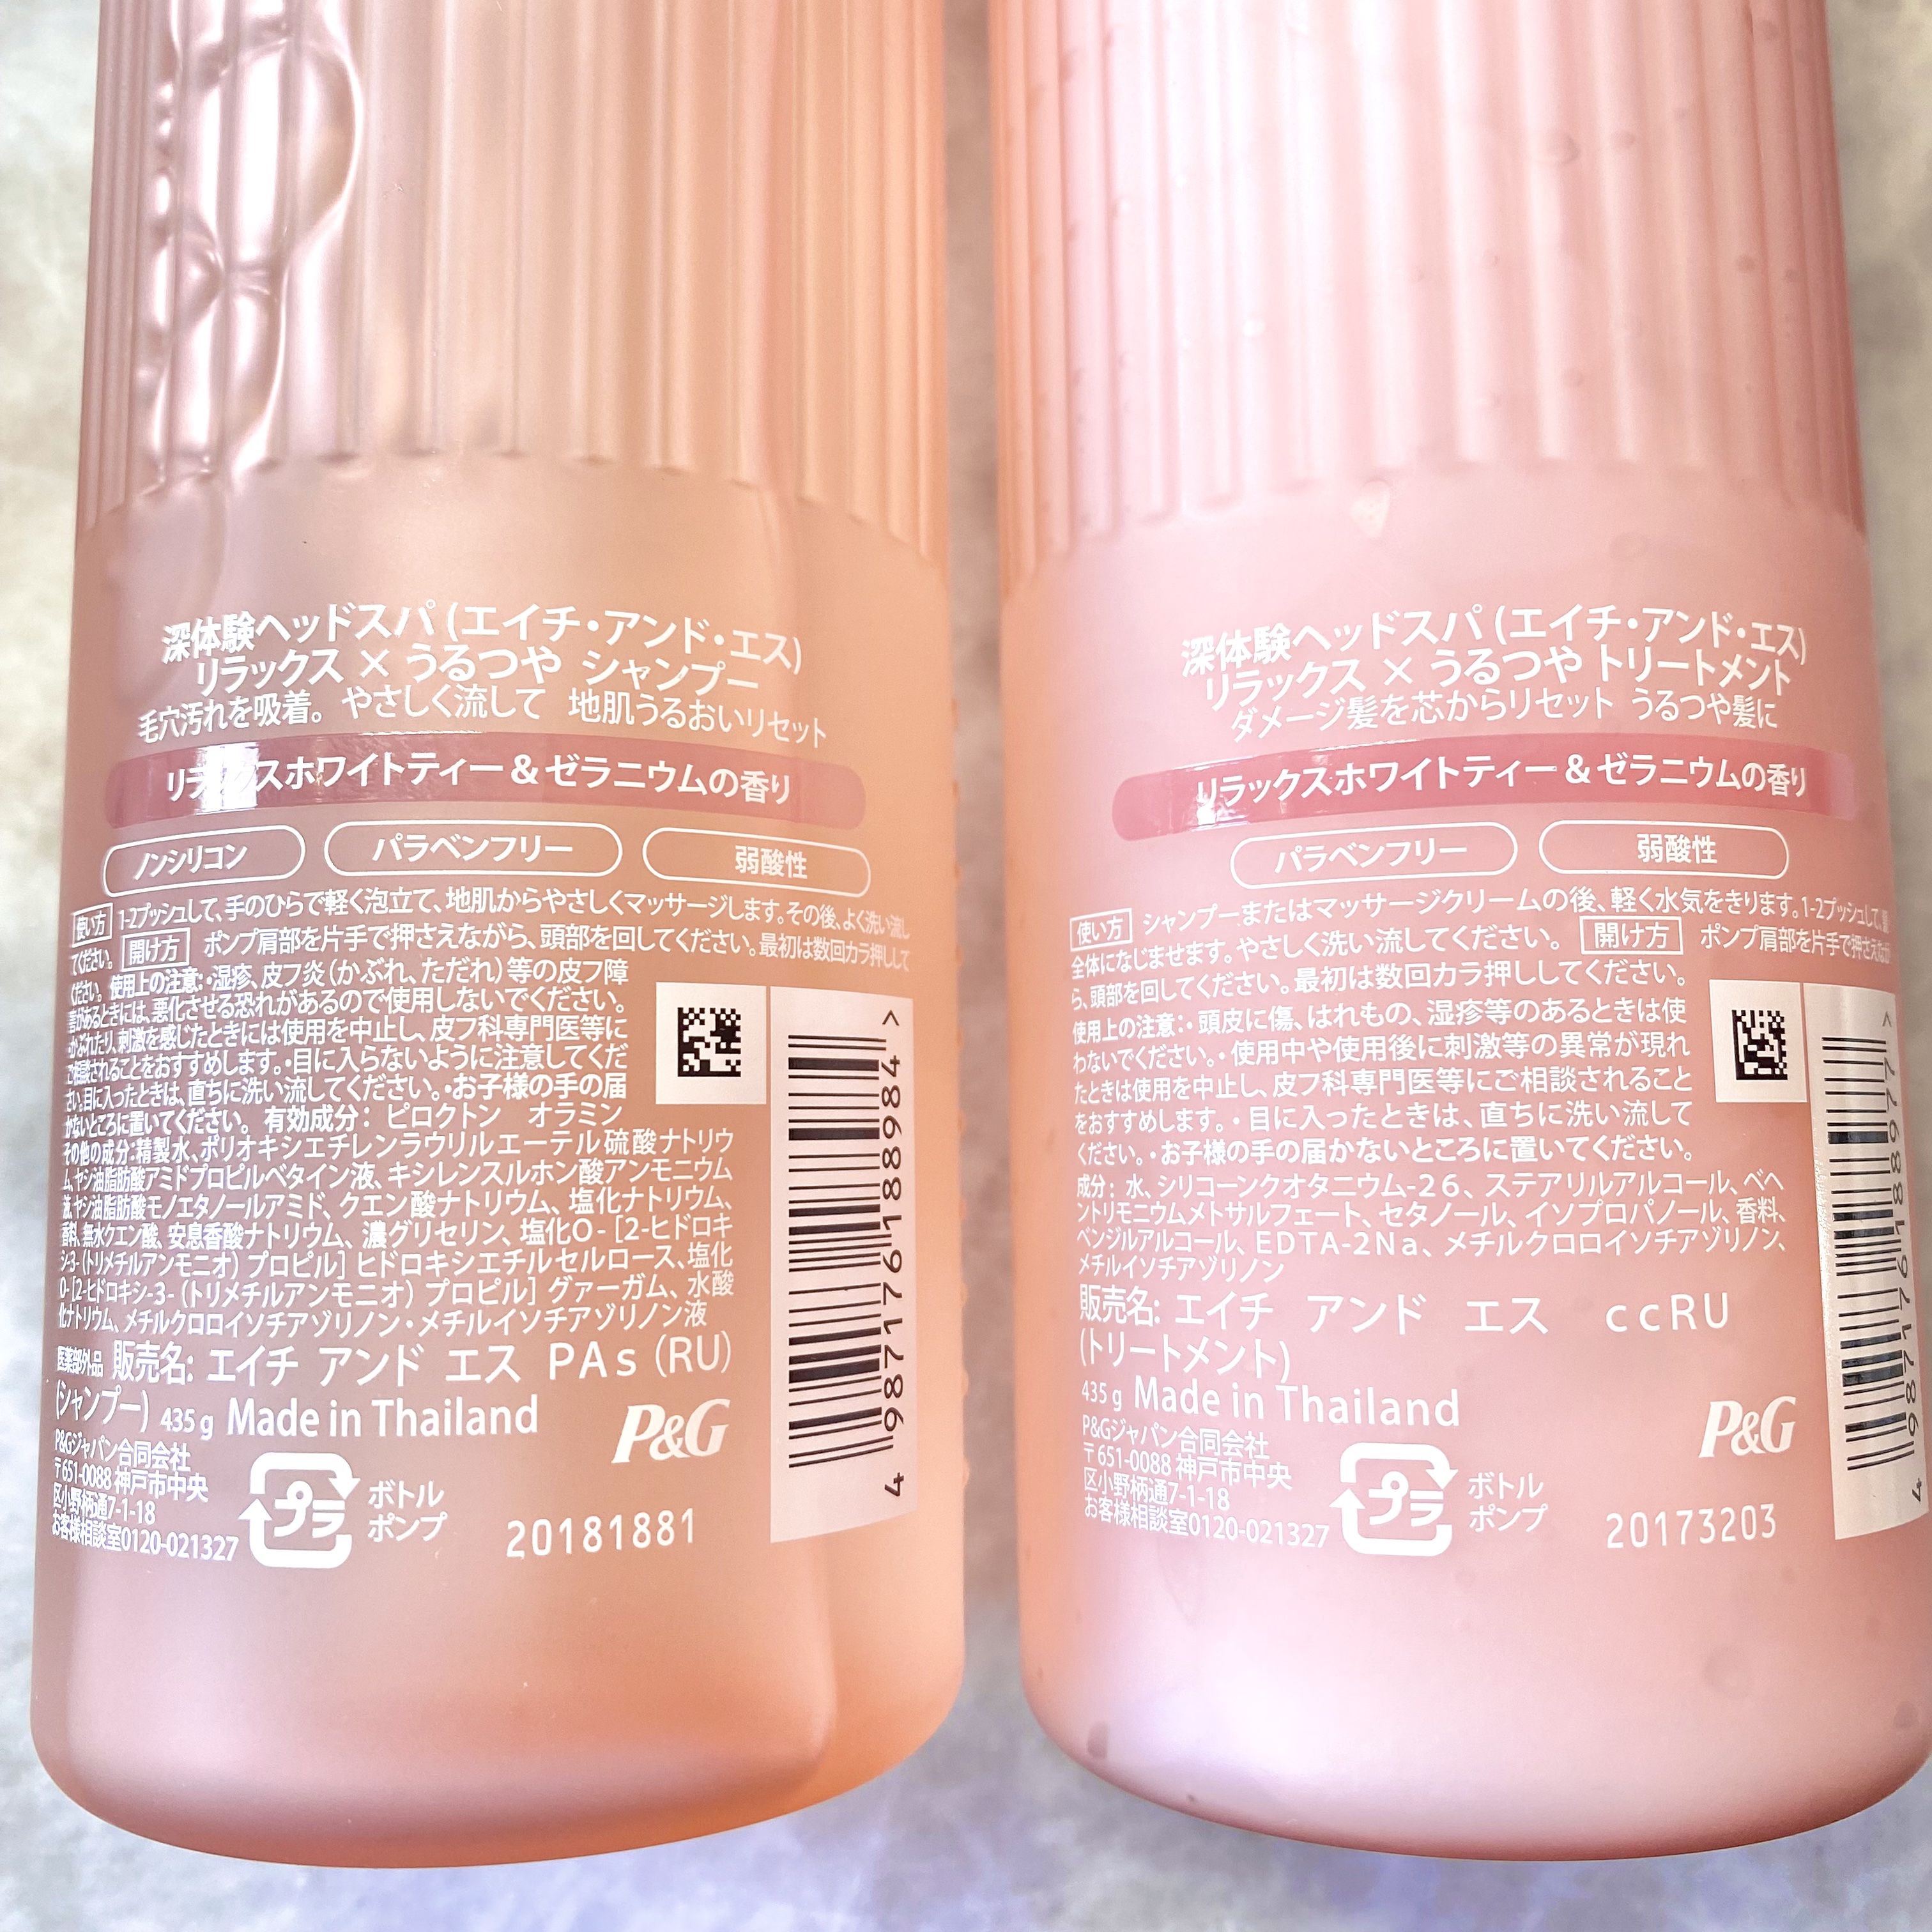 深体験ヘッドスパ (エイチ・アンド・エス)
リラックス × うるつや シャンプー
毛穴汚れを吸着。やさしく流して 地肌うるおいリセット
リラックスホワイトティー & ゼラニウムの香り
ノンシリコン パラベンフリー 弱酸性
使い方 1-2プッシュして、手のひらで軽く泡立て、地肌からやさしくマッサージします。その後、よく洗い流し
てください。 開け方 ポンプ肩部を片手で押さえながら、頭部を回してください。最初は数回カラ押しして
ください。使用上の注意:・湿疹、皮フ炎(かぶれ、ただれ)等の皮フ障
害があるときには、悪化させる恐れがあるので使用しないでください。
・かぶれたり、刺激を感じたときには使用を中止し、皮フ科専門医等に
ご相談されることをおすすめします。・目に入らないように注意してくだ
さい。目に入ったときは、直ちに洗い流してください。・お子様の手の届
かないところに置いてください。有効成分: ピロクトン オラミン
その他の成分:精製水、ポリオキシエチレンラウリルエーテル硫酸ナトリウ
ム、ヤシ油脂肪酸アミドプロピルベタイン液、キシレンスルホン酸アンモニウム
液、ヤシ油脂肪酸モノエタノールアミド、クエン酸ナトリウム、塩化ナトリウム、
香料、無水クエン酸、安息香酸ナトリウム、濃グリセリン、塩化O-[2-ヒドロキ
シ-3-(トリメチルアンモニオ)プロピル]ヒドロキシエチルセルロース、塩化
O-[2-ヒドロキシ-3-(トリメチルアンモニオ)プロピル]グァーガム、水酸
化ナトリウム、メチルクロロイソチアゾリノン・メチルイソチアゾリノン液
医薬部外品 販売名: エイチ アンド エス PAs (RU)
(シャンプー) 435g Made in Thailand
P&G
P&Gジャパン合同会社
〒651-0088 神戸市中央
区小野柄通7-1-18
お客様相談室0120-021327
プラ
ボトル
ポンプ
20181881
4 987176 188984 >
深体験ヘッドスパ (エイチ・アンド・エス)
リラックス × うるつや トリートメント
ダメージ髪を芯からリセット うるつや髪に
リラックスホワイトティー & ゼラニウムの香り
パラベンフリー 弱酸性
使い方 シャンプーまたはマッサージクリームの後、軽く水気をきります。1-2プッシュして、髪
全体になじませます。やさしく洗い流してください。 開け方 ポンプ肩部を片手で押さえなが
ら、頭部を回してください。最初は数回カラ押ししてください。
使用上の注意:・頭皮に傷、はれもの、湿疹等のあるときは使
わないでください。・使用中や使用後に刺激等の異常が現れ
たときは使用を中止し、皮フ科専門医等にご相談されること
をおすすめします。・目に入ったときは、直ちに洗い流して
ください。・お子様の手の届かないところに置いてください。
成分: 水、シリコーンクオタニウム-26、ステアリルアルコール、ベヘ
ントリモニウムメトサルフェート、セタノール、イソプロパノール、香料、
ベンジルアルコール、EDTA-2Na、メチルクロロイソチアゾリノン、
メチルイソチアゾリノン
販売名: エイチ アンド エス ccRU
(トリートメント)
435g Made in Thailand
P&G
P&Gジャパン合同会社
〒651-0088 神戸市中央
区小野柄通7-1-18
お客様相談室0120-021327
プラ
ボトル
ポンプ
20173203
4 987176 188977 >